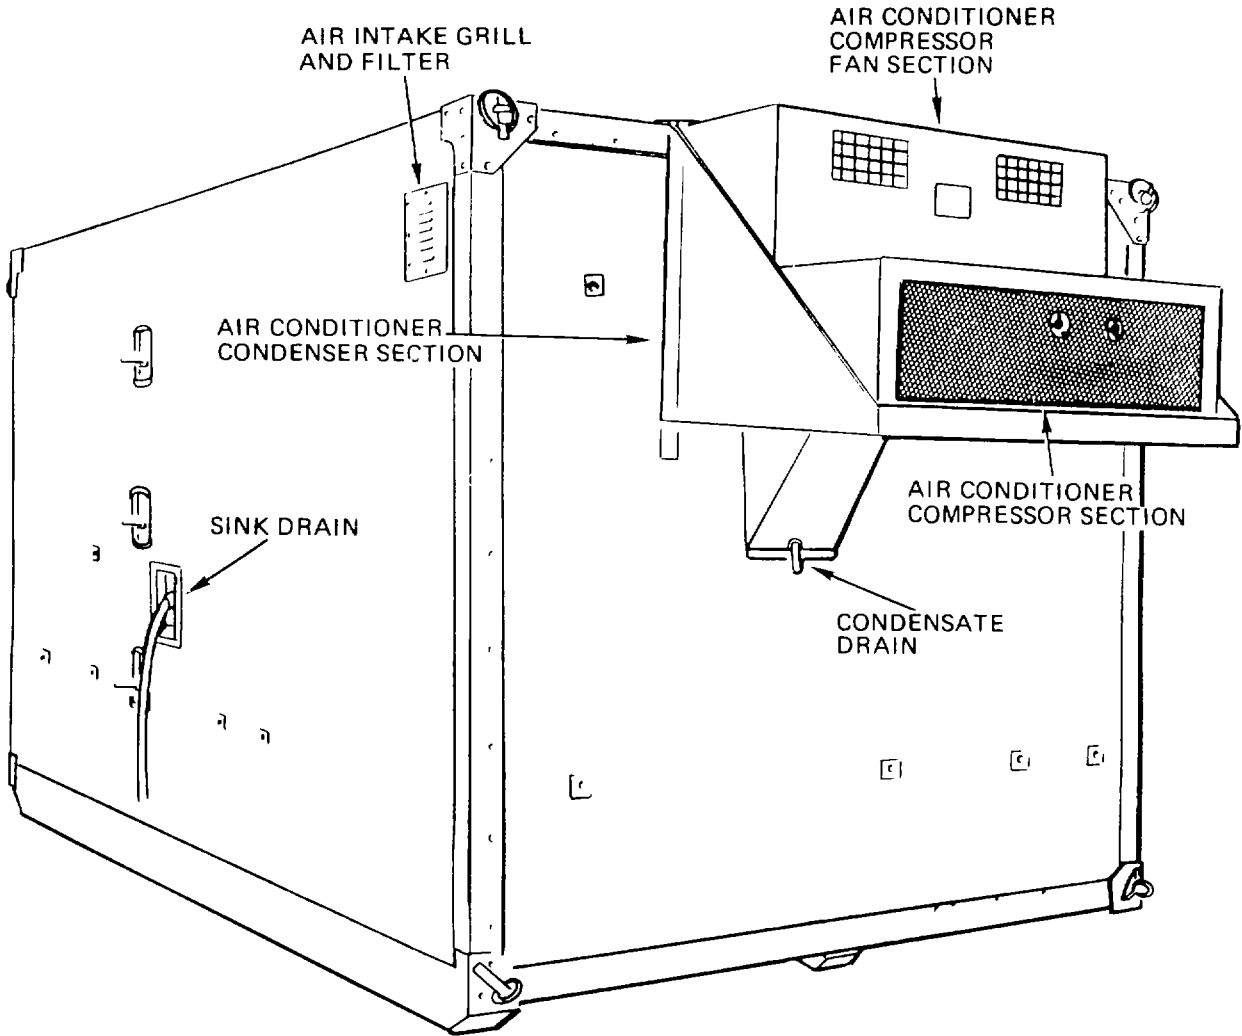 AIR INTAKE GRILL
AND FILTER
AIR CONDITIONER
COMPRESSOR
FAN SECTION
AIR CONDITIONER
CONDENSER SECTION
SINK DRAIN
AIR CONDITIONER
COMPRESSOR SECTION
CONDENSATE
DRAIN